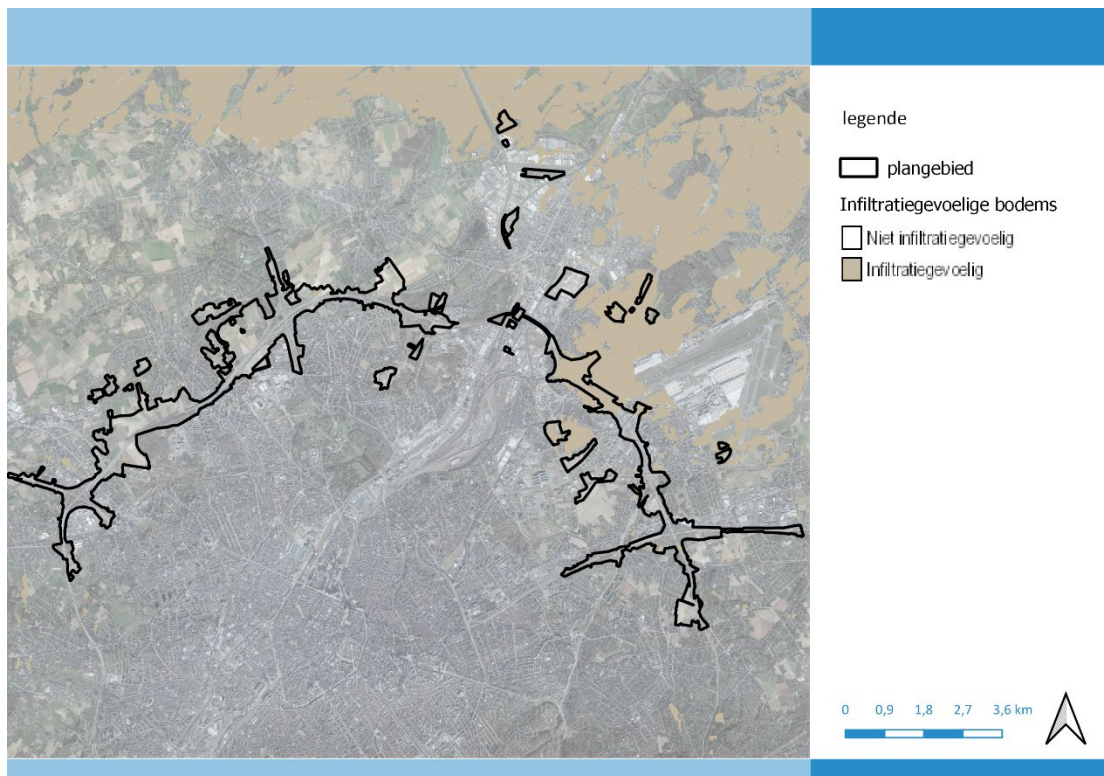 legende
plangebied
Infiltratiegevoelige bodems
Niet infiltratiegevoelig
Infiltratiegevoelig
0 0,9 1,8 2,7 3,6 km